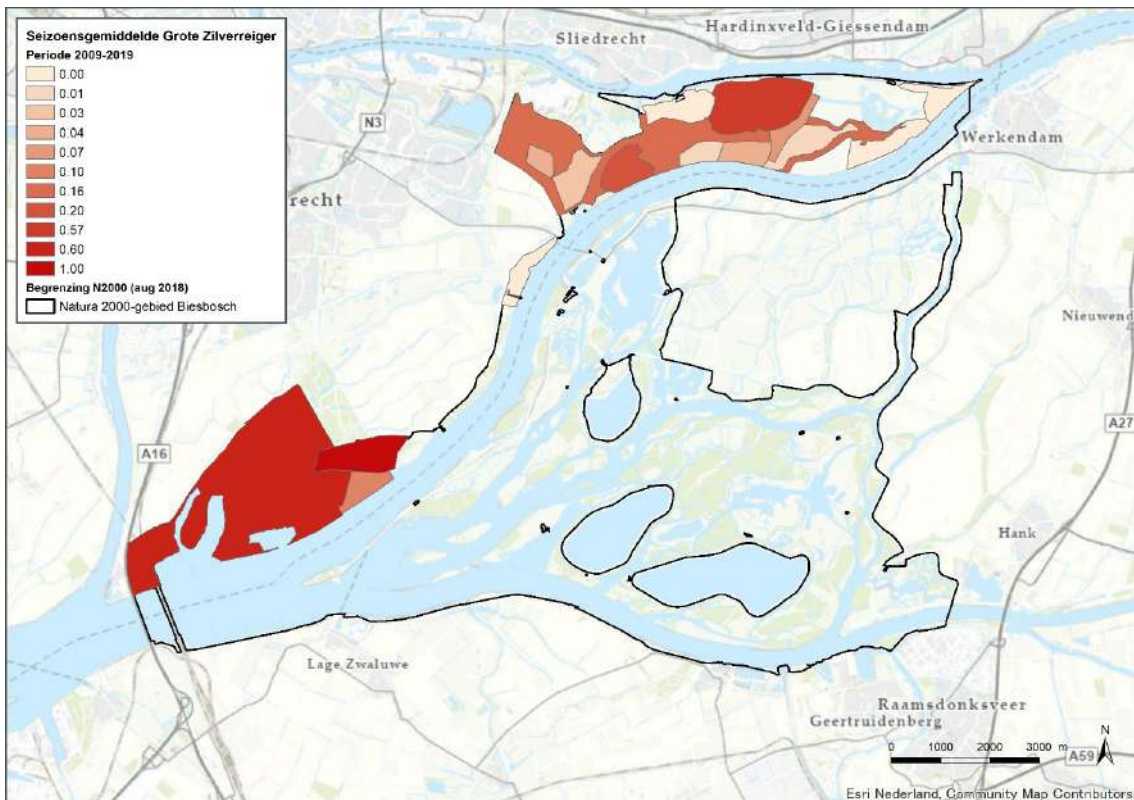 Seizoensgemiddelde Grote Zilverreiger
Periode 2009-2019
0.00
0.01
0.03
0.04
0.07
0.10
0.16
0.20
0.57
0.60
1.00
Begrenzing N2000 (aug 2018)
Natura 2000-gebied Biesbosch
Hardinxveld-Giessendam
Sliedrecht
N3
Werkendam
recht
Nieuwend
A27
A16
Hank
Lage Zwaluwe
Raamsdonksveer
Geertruidenberg
N
0 1000 2000 3000 m
A59
Esri Nederland, Community Map Contributors